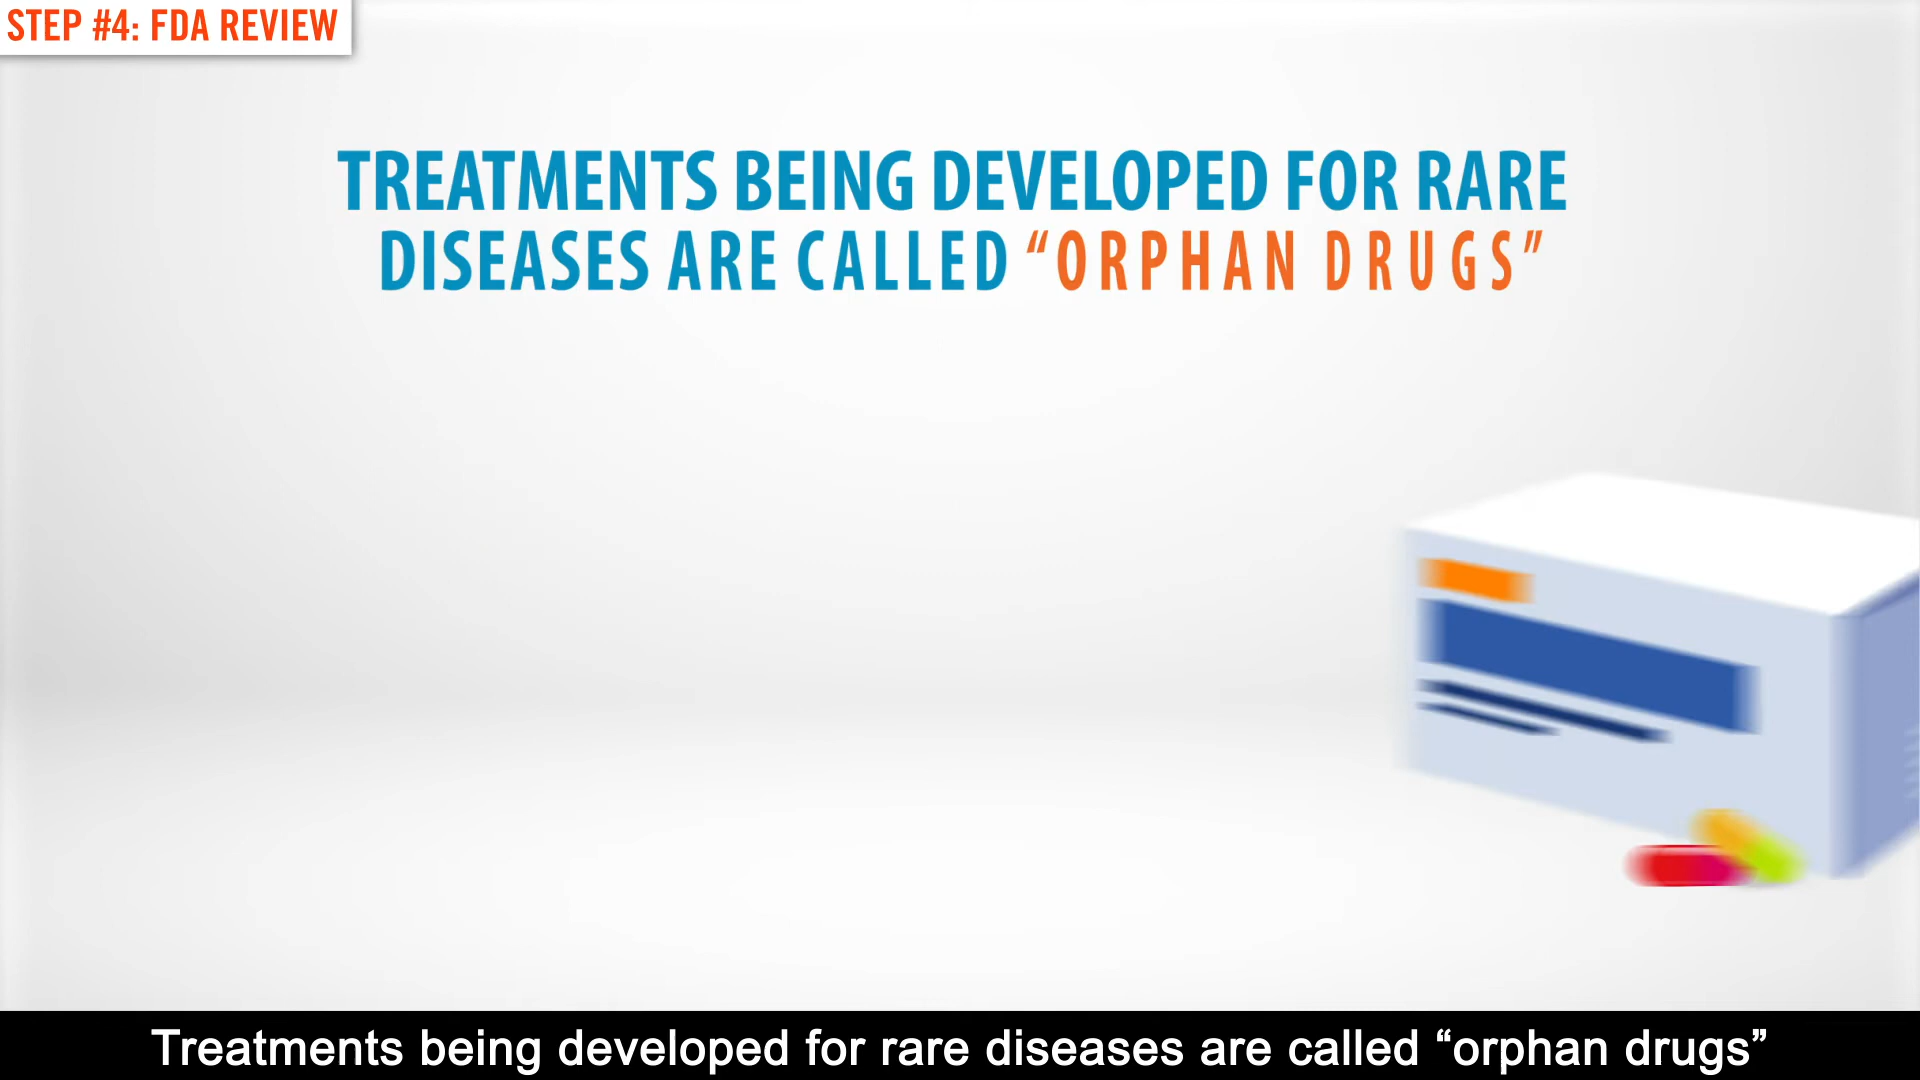 STEP #4: FDA REVIEW
TREATMENTS BEING DEVELOPED FOR RARE
DISEASES ARE CALLED “ORPHAN DRUGS”
Treatments being developed for rare diseases are called “orphan drugs”